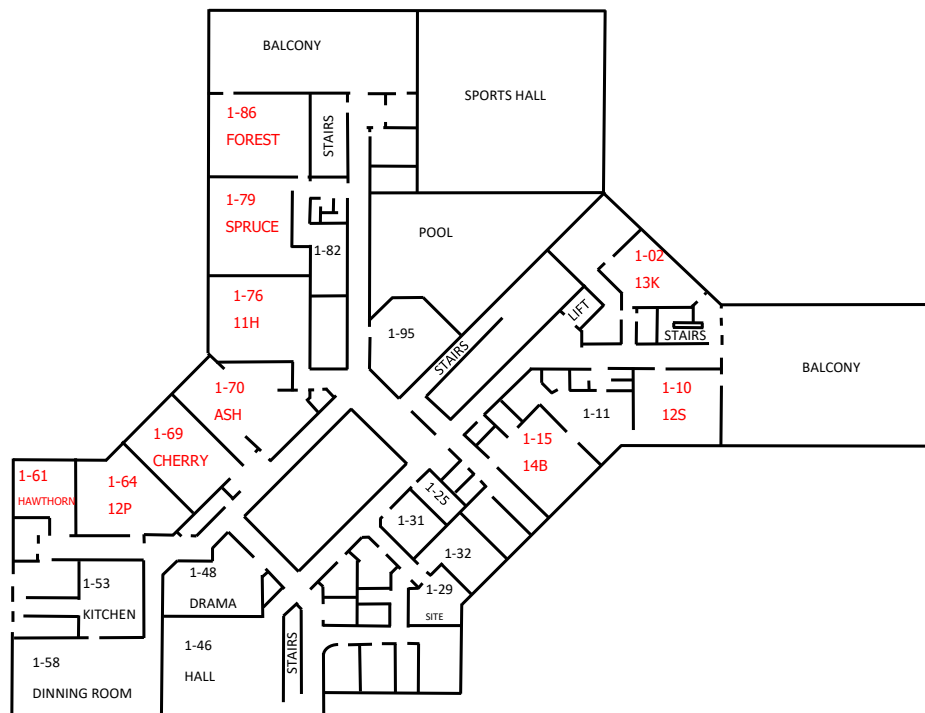 BALCONY
SPORTS HALL
1-86
FOREST
STAIRS
1-79
SPRUCE
1-82
POOL
1-02
13K
1-76
11H
LIFT
1-95
STAIRS
STAIRS
BALCONY
1-70
ASH
1-10
12S
1-11
1-69
CHERRY
1-15
14B
1-61
HAWTHORN
1-64
12P
1-25
1-31
1-32
1-48
DRAMA
1-53
KITCHEN
1-29
SITE
1-46
HALL
STAIRS
1-58
DINNING ROOM